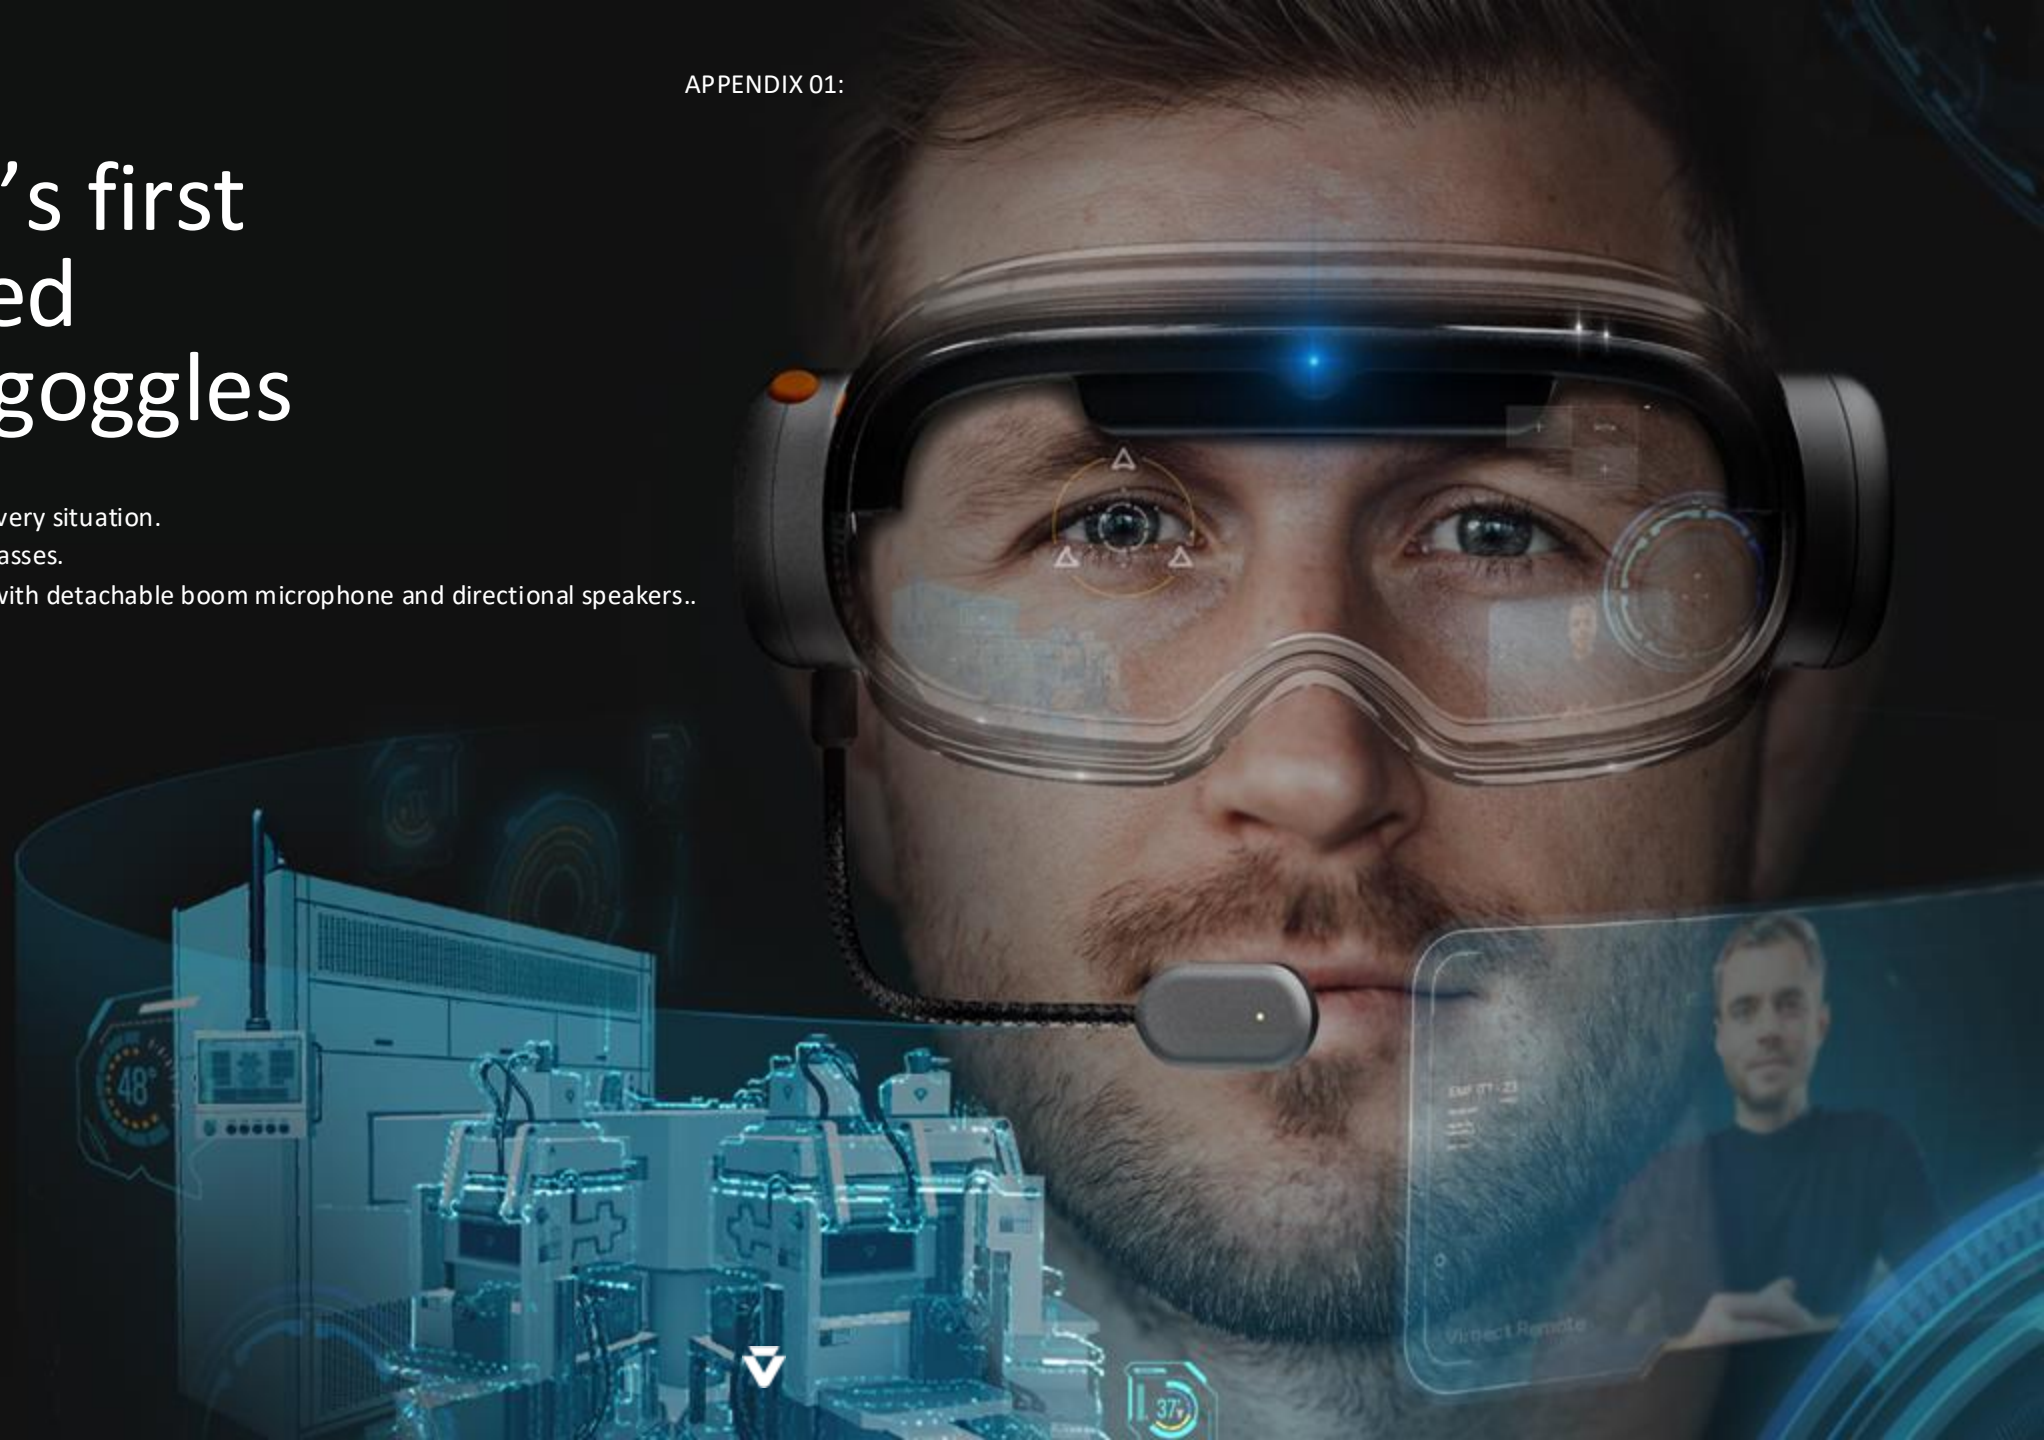 APPENDIX 01:
’s first
ed
goggles
very situation.
asses.
with detachable boom microphone and directional speakers..
48°
37°